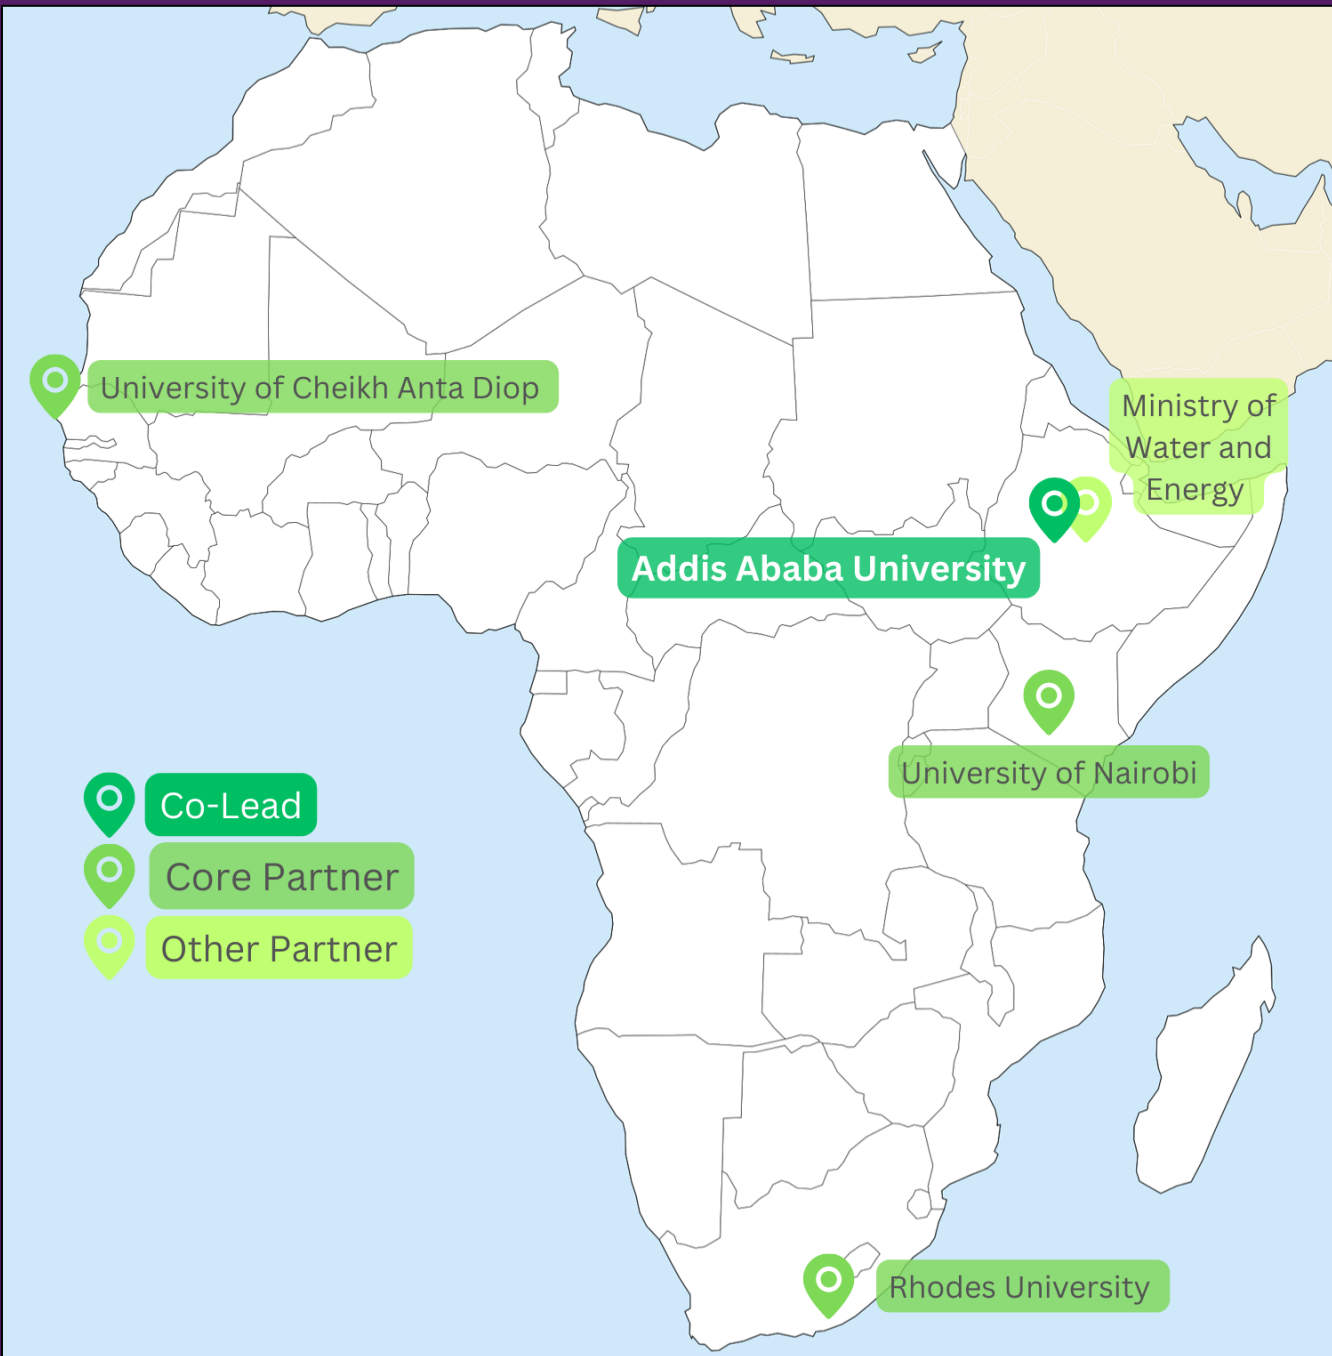 University of Cheikh Anta Diop
Ministry of
Water and
Energy
Addis Ababa University
University of Nairobi
Co-Lead
Core Partner
Other Partner
Rhodes University